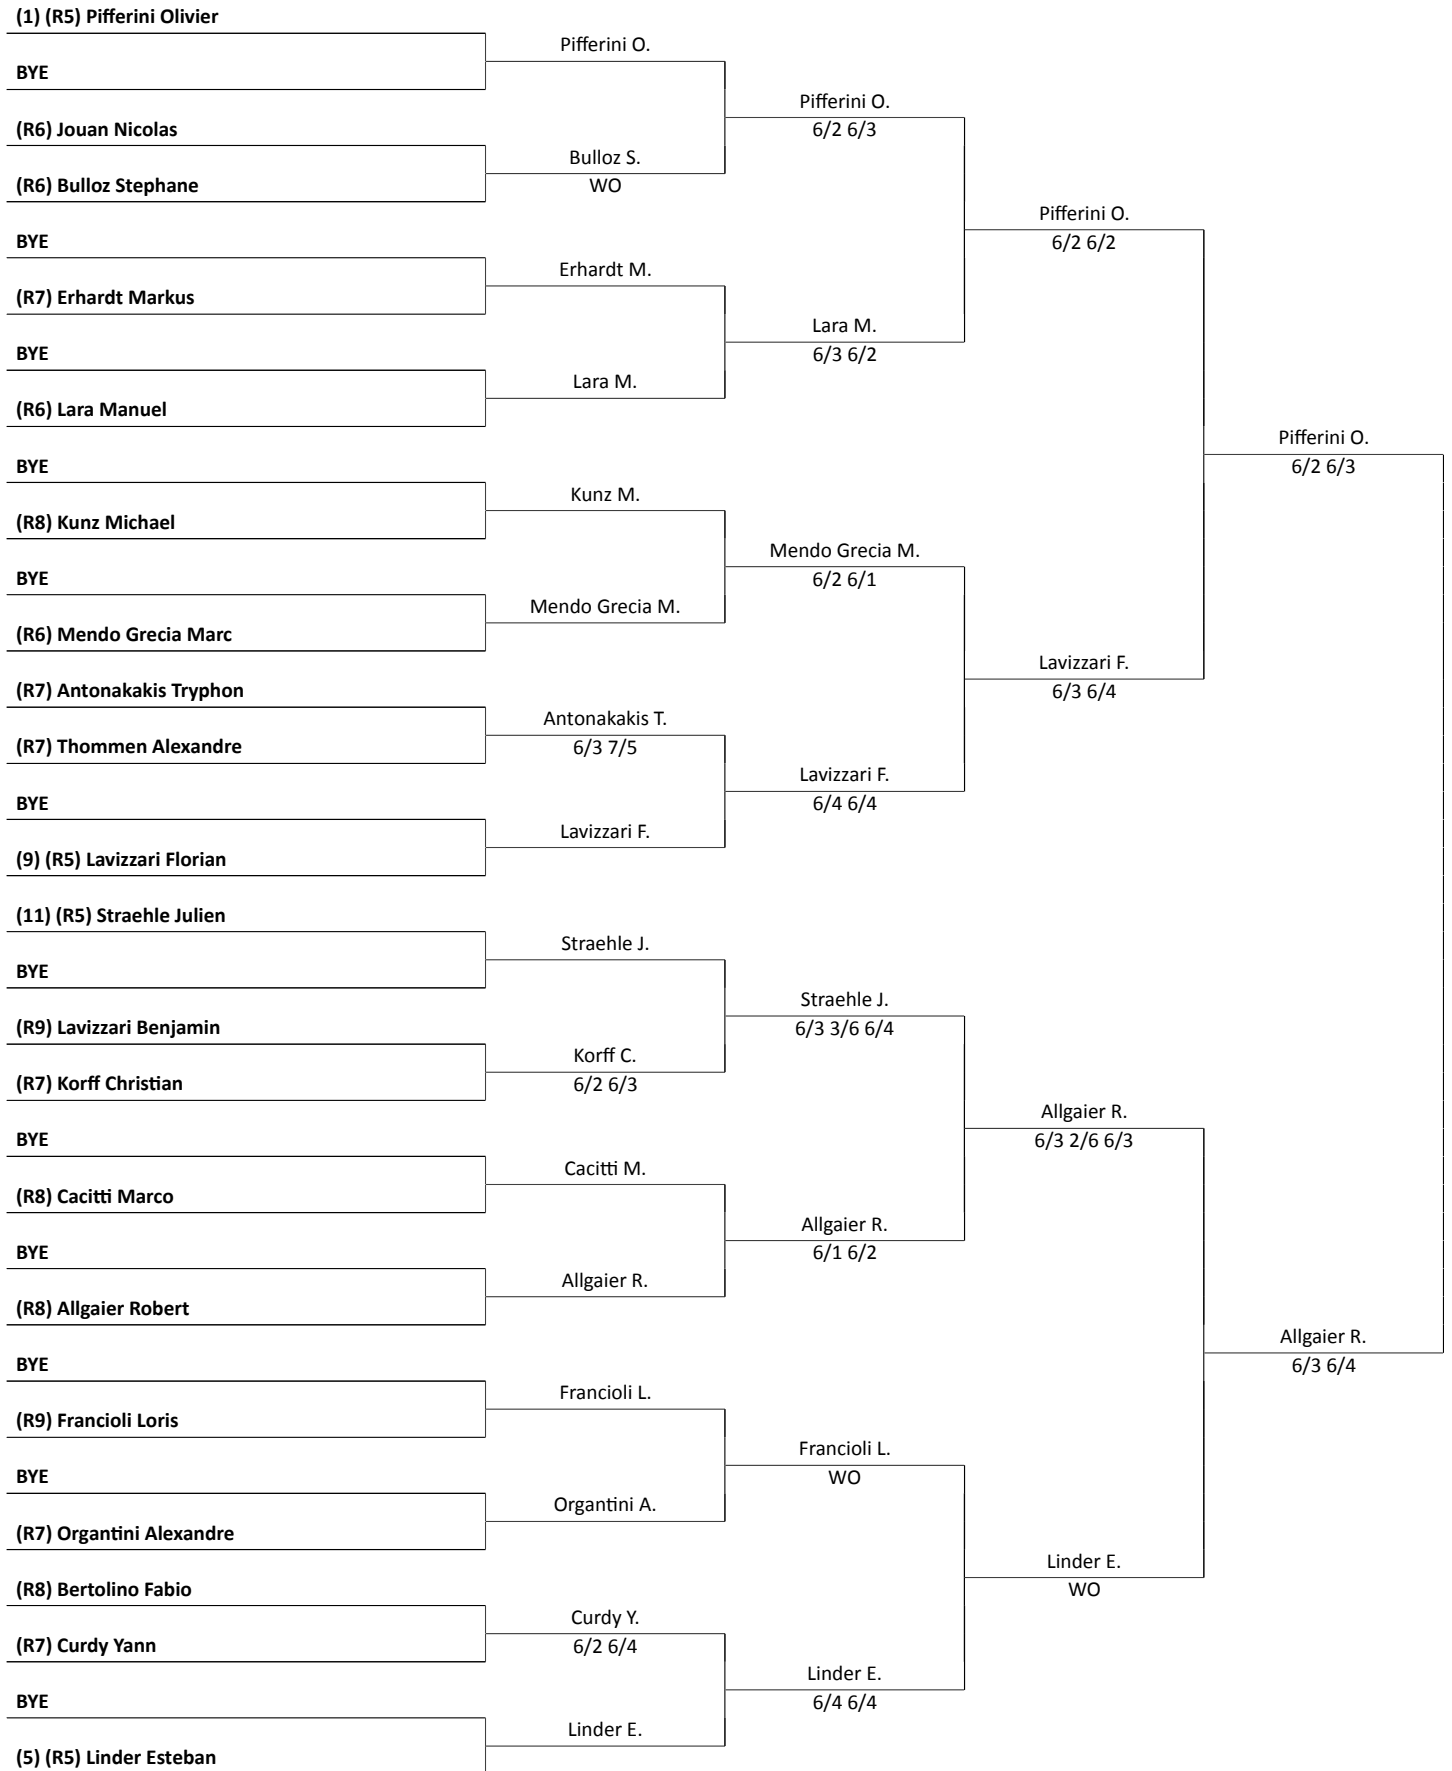 (1) (R5) Pifferini Olivier
Pifferini O.
BYE
Pifferini O.
6/2 6/3
(R6) Jouan Nicolas
Bulloz S.
WO
(R6) Bulloz Stephane
Pifferini O.
6/2 6/2
BYE
Erhardt M.
(R7) Erhardt Markus
Lara M.
6/3 6/2
BYE
Lara M.
(R6) Lara Manuel
Pifferini O.
6/2 6/3
BYE
Kunz M.
(R8) Kunz Michael
Mendo Grecia M.
6/2 6/1
BYE
Mendo Grecia M.
(R6) Mendo Grecia Marc
Lavizzari F.
6/3 6/4
(R7) Antonakakis Tryphon
Antonakakis T.
6/3 7/5
(R7) Thommen Alexandre
Lavizzari F.
6/4 6/4
BYE
Lavizzari F.
(9) (R5) Lavizzari Florian
(11) (R5) Straehle Julien
Straehle J.
BYE
Straehle J.
6/3 3/6 6/4
(R9) Lavizzari Benjamin
Korff C.
6/2 6/3
(R7) Korff Christian
Allgaier R.
6/3 2/6 6/3
BYE
Cacitti M.
(R8) Cacitti Marco
Allgaier R.
6/1 6/2
BYE
Allgaier R.
(R8) Allgaier Robert
Allgaier R.
6/3 6/4
BYE
Francioli L.
(R9) Francioli Loris
Francioli L.
WO
BYE
Organtini A.
(R7) Organtini Alexandre
Linder E.
WO
(R8) Bertolino Fabio
Curdy Y.
6/2 6/4
(R7) Curdy Yann
Linder E.
6/4 6/4
BYE
Linder E.
(5) (R5) Linder Esteban